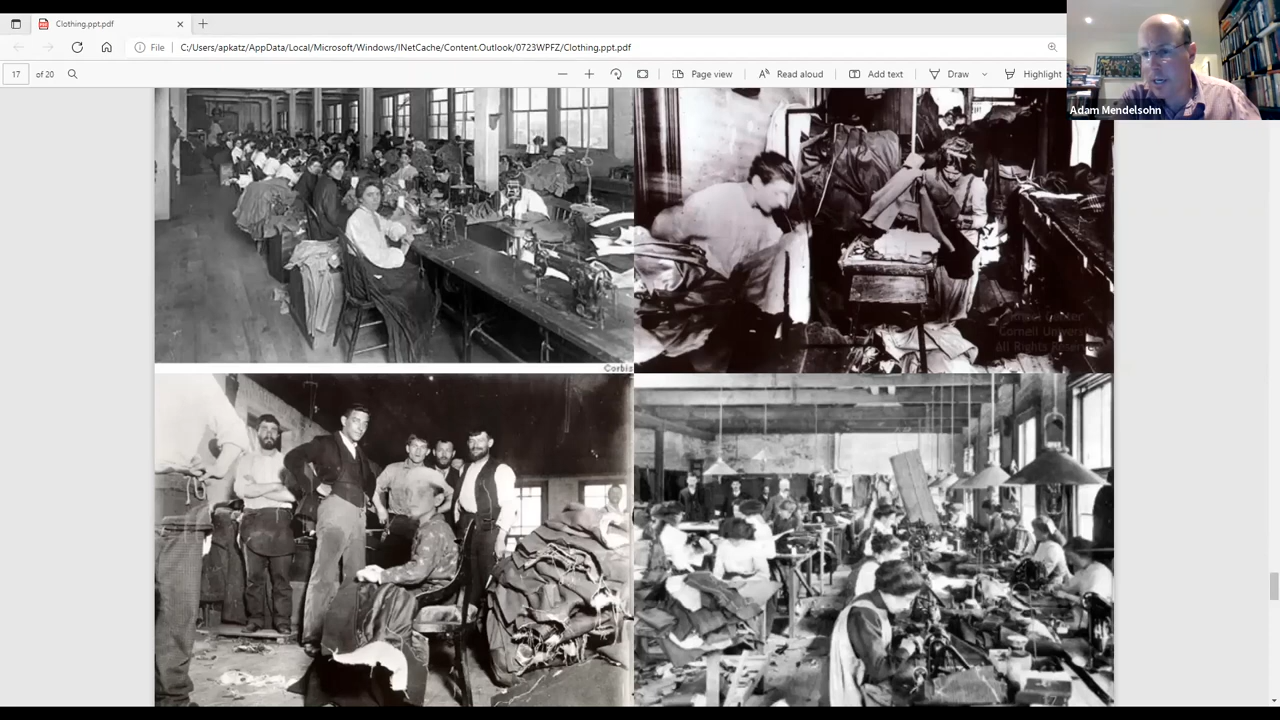 Clothing.ppt.pdf
File
C:/Users/apkatz/AppData/Local/Microsoft/Windows/INetCache/Content.Outlook/0723WPFZ/Clothing.ppt.pdf
17 of 20
Page view
Read aloud
Add text
Draw
Highlight
Adam Mendelsohn
Cornell University
All Rights Reserved
Corbis